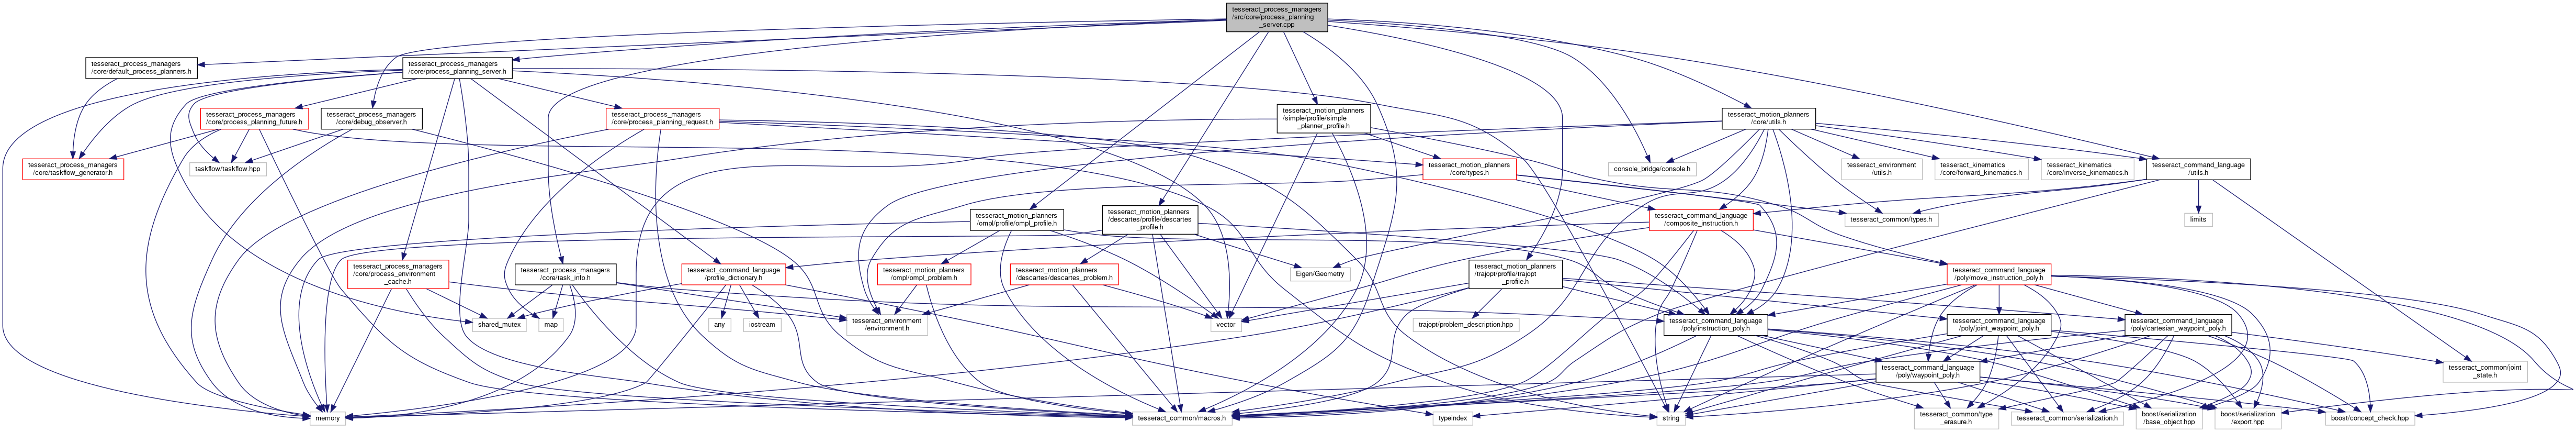 tesseract_process_managers
/src/core/process_planning
_server.cpp
tesseract_process_managers
/core/default_process_planners.h
tesseract_process_managers
/core/process_planning_server.h
tesseract_process_managers
/core/process_planning_future.h
tesseract_process_managers
/core/debug_observer.h
tesseract_process_managers
/core/process_planning_request.h
tesseract_motion_planners
/simple/profile/simple
_planner_profile.h
tesseract_motion_planners
/core/utils.h
tesseract_process_managers
/core/taskflow_generator.h
taskflow/taskflow.hpp
tesseract_motion_planners
/core/types.h
console_bridge/console.h
tesseract_environment
/utils.h
tesseract_kinematics
/core/forward_kinematics.h
tesseract_kinematics
/core/inverse_kinematics.h
tesseract_command_language
/utils.h
tesseract_motion_planners
/ompl/profile/ompl_profile.h
tesseract_motion_planners
/descartes/profile/descartes
_profile.h
tesseract_command_language
/composite_instruction.h
tesseract_common/types.h
limits
tesseract_process_managers
/core/process_environment
_cache.h
tesseract_process_managers
/core/task_info.h
tesseract_command_language
/profile_dictionary.h
tesseract_motion_planners
/ompl/ompl_problem.h
tesseract_motion_planners
/descartes/descartes_problem.h
Eigen/Geometry
tesseract_motion_planners
/trajopt/profile/trajopt
_profile.h
tesseract_command_language
/poly/move_instruction_poly.h
shared_mutex
map
any
iostream
tesseract_environment
/environment.h
vector
trajopt/problem_description.hpp
tesseract_command_language
/poly/instruction_poly.h
tesseract_command_language
/poly/joint_waypoint_poly.h
tesseract_command_language
/poly/cartesian_waypoint_poly.h
tesseract_command_language
/poly/waypoint_poly.h
tesseract_common/joint
_state.h
memory
tesseract_common/macros.h
typeindex
string
tesseract_common/type
_erasure.h
tesseract_common/serialization.h
boost/serialization
/base_object.hpp
boost/serialization
/export.hpp
boost/concept_check.hpp